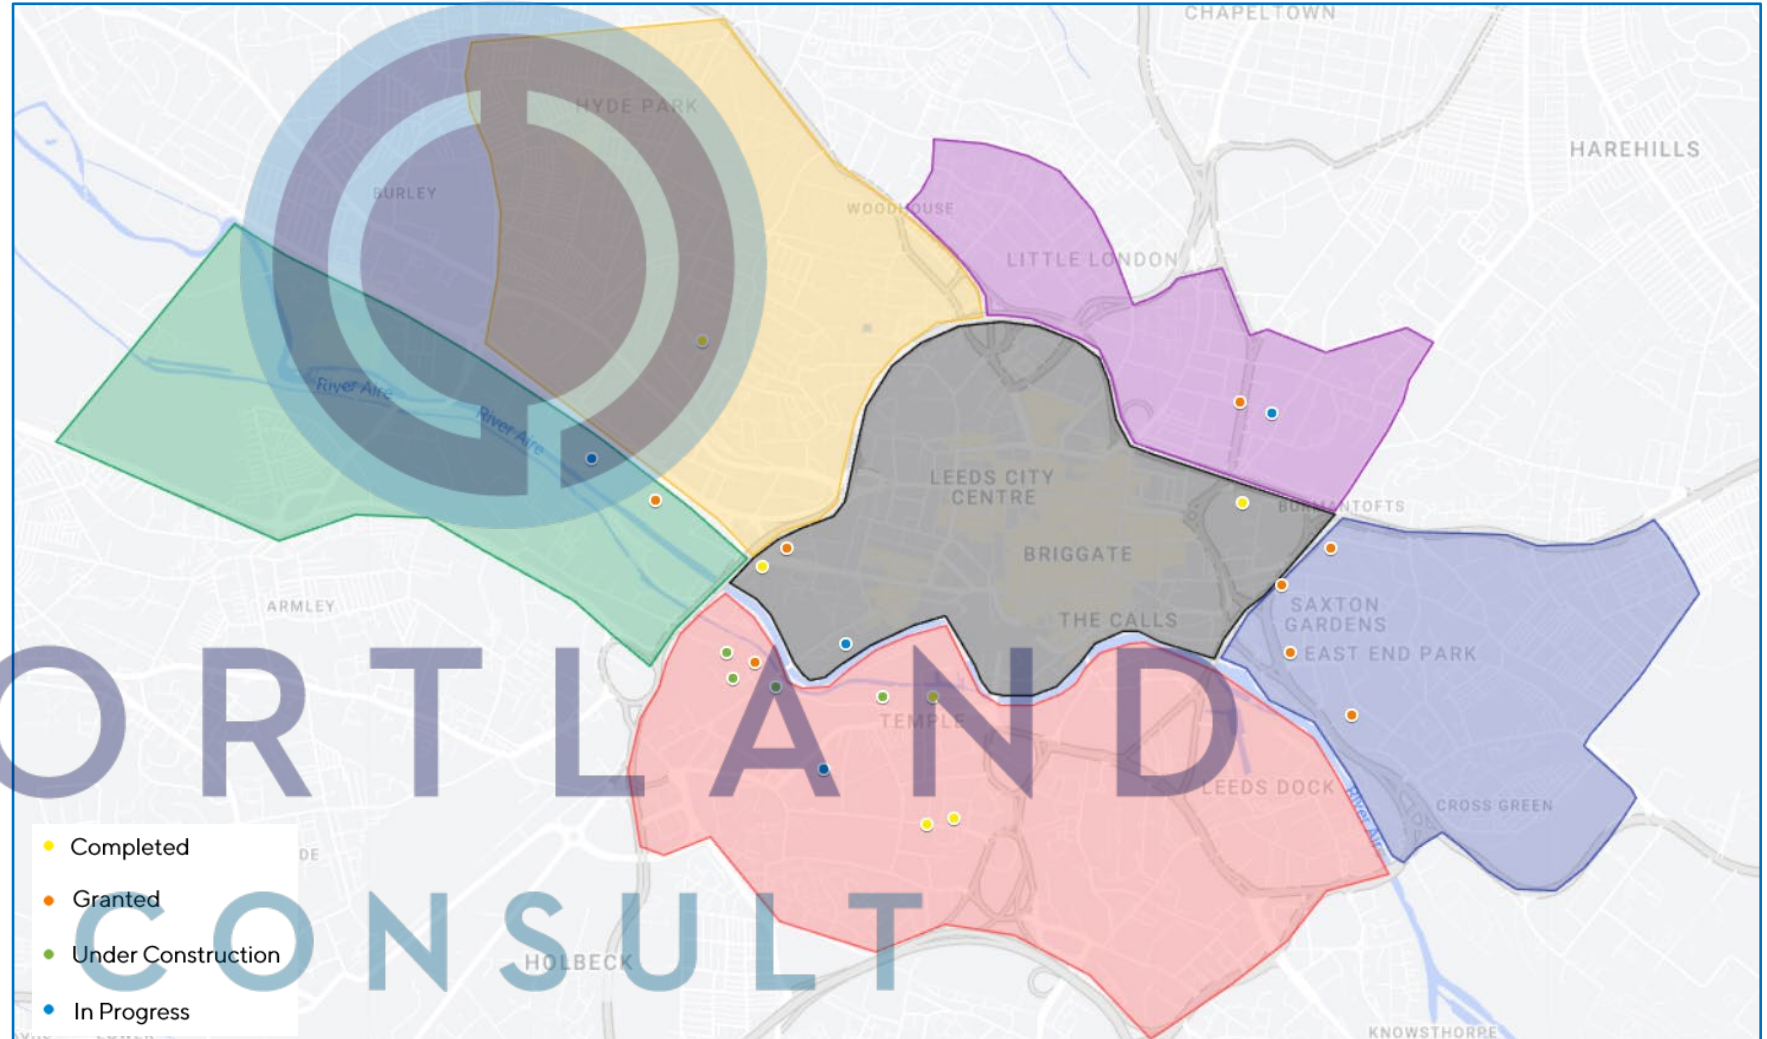 CHAPELTOWN
HYDE PARK
HAREHILLS
BURLEY
WOODHOUSE
LITTLE LONDON
River Aire
River Aire
LEEDS CITY
CENTRE
BURMANTOFTS
BRIGGATE
ARMLEY
THE CALLS
SAXTON
GARDENS
EAST END PARK
ORTLAND
TEMPLE
LEEDS DOCK
River Air
CROSS GREEN
Completed
DE
Granted
CONSULT
Under Construction
HOLBECK
In Progress
KNOWSTHORPE